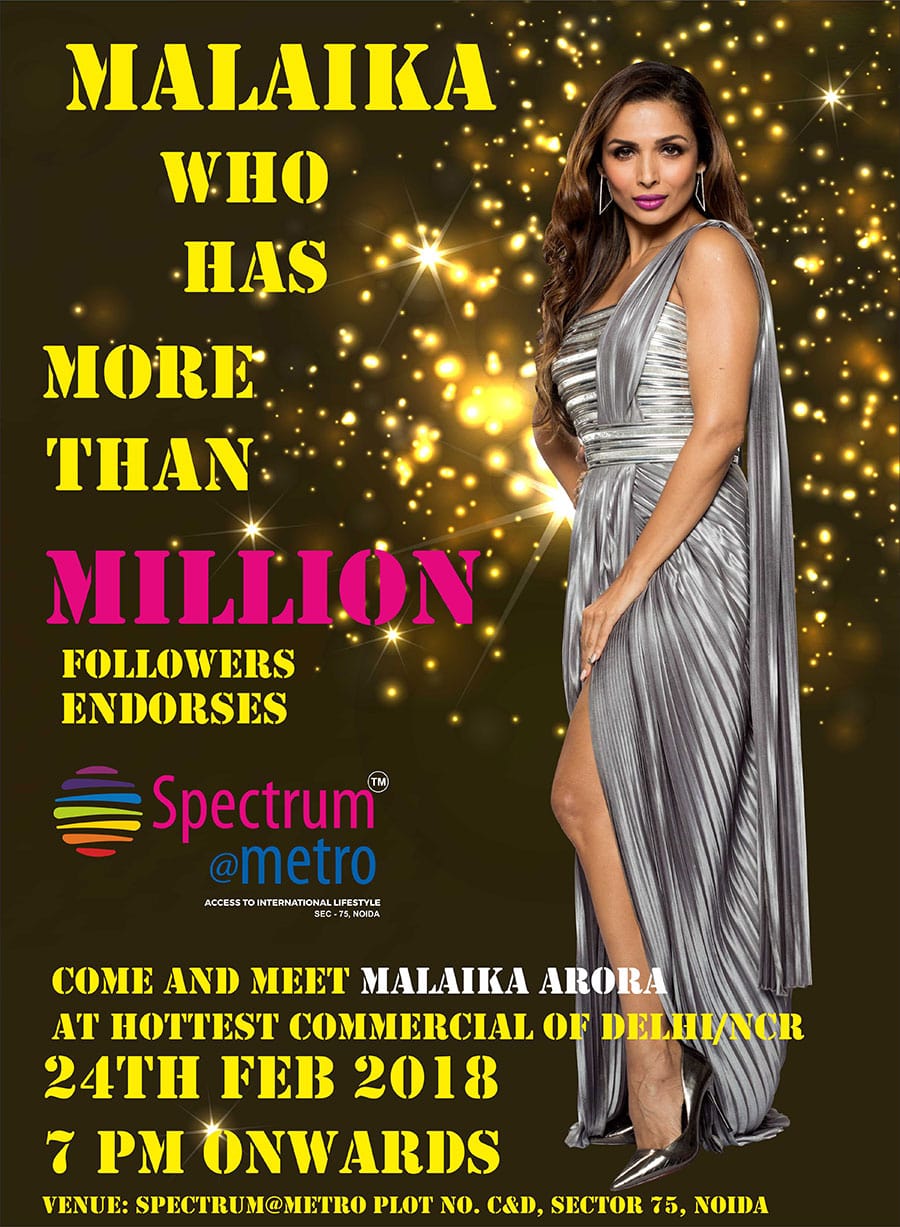 MALAIKA
WHO
HAS
MORE
THAN
MILLION
FOLLOWERS
ENDORSES
Spectrum TM
@metro
ACCESS TO INTERNATIONAL LIFESTYLE
SEC - 75, NOIDA
COME AND MEET MALAIKA ARORA
AT HOTTEST COMMERCIAL OF DELHI/NCR
24TH FEB 2018
7 PM ONWARDS
VENUE: SPECTRUM@METRO PLOT NO. C&D, SECTOR 75, NOIDA